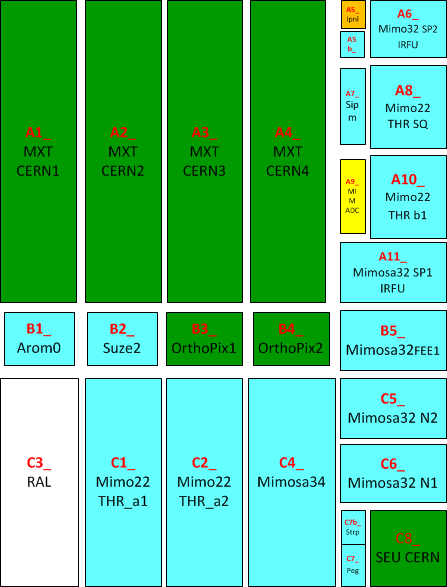 A1_
MXT
CERN1
A2_
MXT
CERN2
A3_
MXT
CERN3
A4_
MXT
CERN4
A5_
Ipnl
A5
b_
A6_
Mimo32 SP2
IRFU
A7_
Sip
m
A8_
Mimo22
THR SQ
A9_
MI
M
ADC
A10_
Mimo22
THR b1
A11_
Mimosa32 SP1
IRFU
B1_
Arom0
B2_
Suze2
B3_
OrthoPix1
B4_
OrthoPix2
B5_
Mimosa32FEE1
C3_
RAL
C1_
Mimo22
THR_a1
C2_
Mimo22
THR_a2
C4_
Mimosa34
C5_
Mimosa32 N2
C6_
Mimosa32 N1
C7b_
Strp
C7_
Peg
C8_
SEU CERN